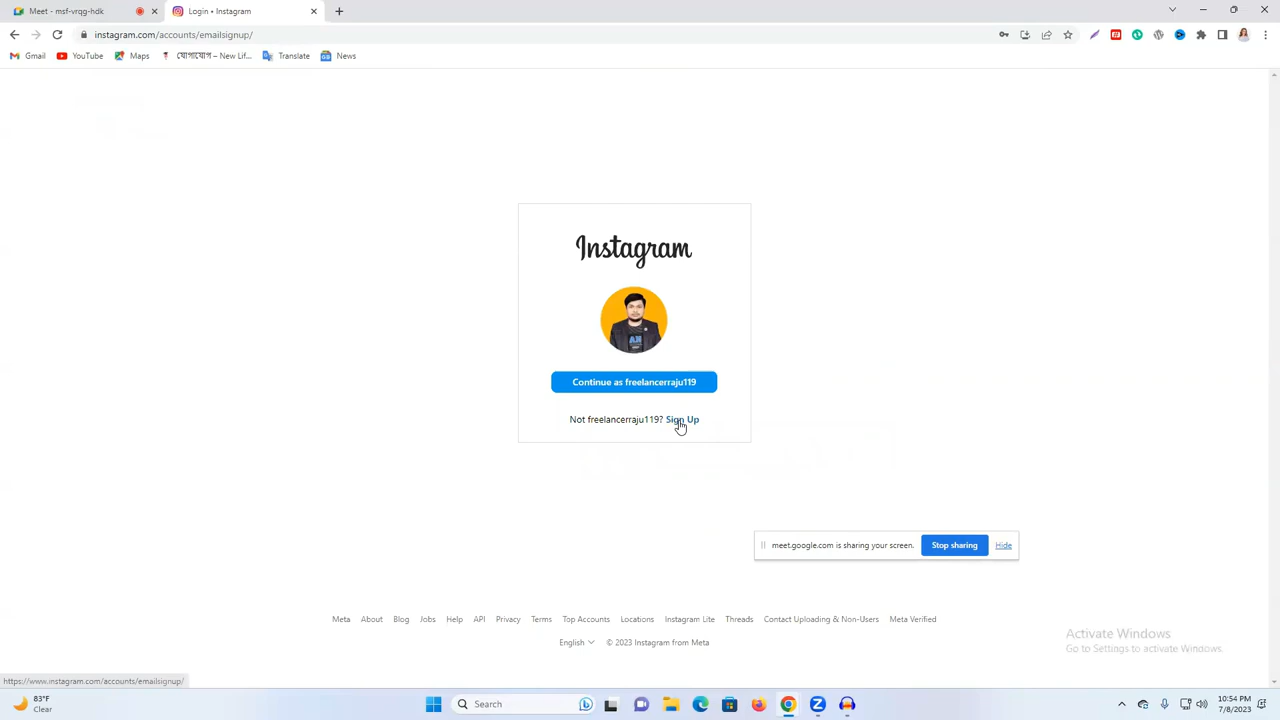 Meet - msf-vrqg-hdk
Login • Instagram
instagram.com/accounts/emailsignup/
Gmail
YouTube
Maps
যোগাযোগ – New Lif...
Translate
News
Instagram
Continue as freelancerraju119
Not freelancerraju119? Sign Up
meet.google.com is sharing your screen.
Stop sharing
Hide
Meta About Blog Jobs Help API Privacy Terms Top Accounts Locations Instagram Lite Threads Contact Uploading & Non-Users Meta Verified
English © 2023 Instagram from Meta
Activate Windows
Go to Settings to activate Windows.
https://www.instagram.com/accounts/emailsignup/
83°F
Clear
Search
10:54 PM
7/8/2023